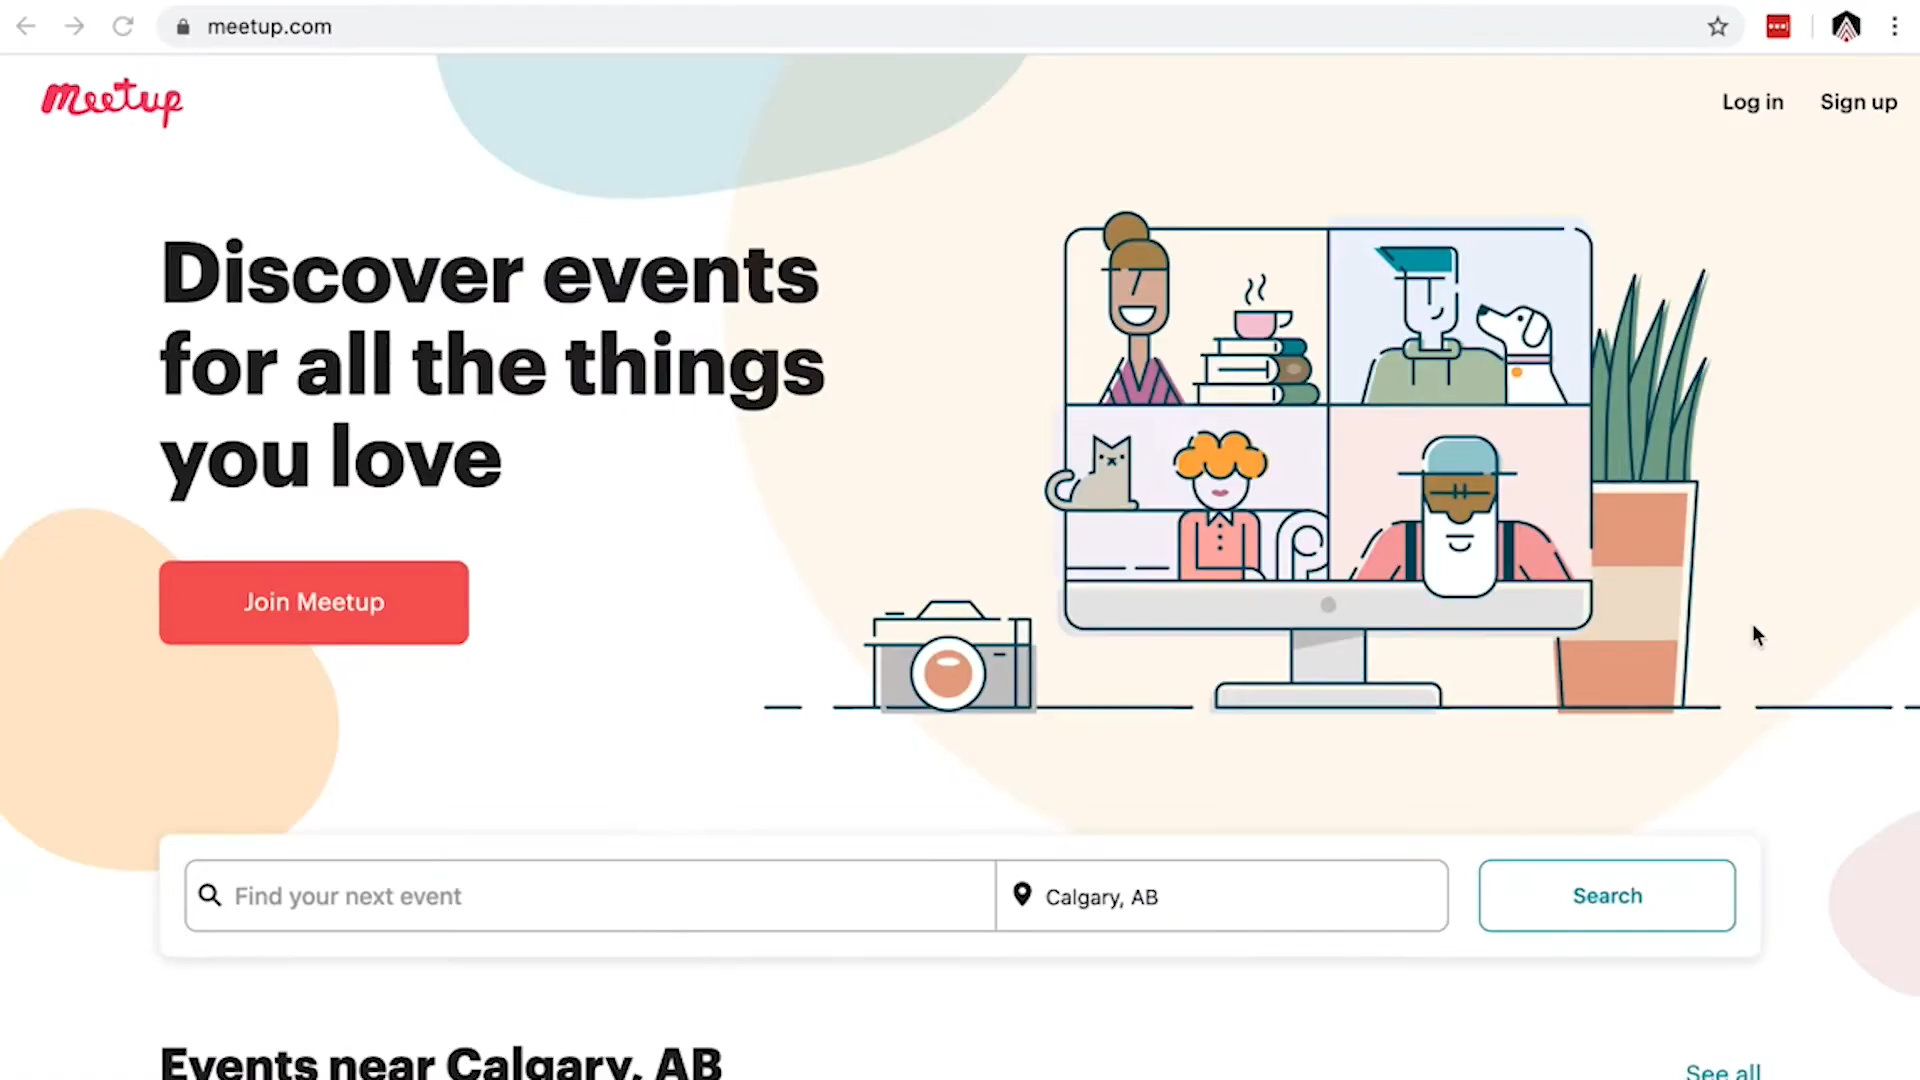 meetup.com
Meetup
Log in
Sign up
Discover events
for all the things
you love
Join Meetup
Find your next event
Calgary, AB
Search
Events near Calgary, AB
See all